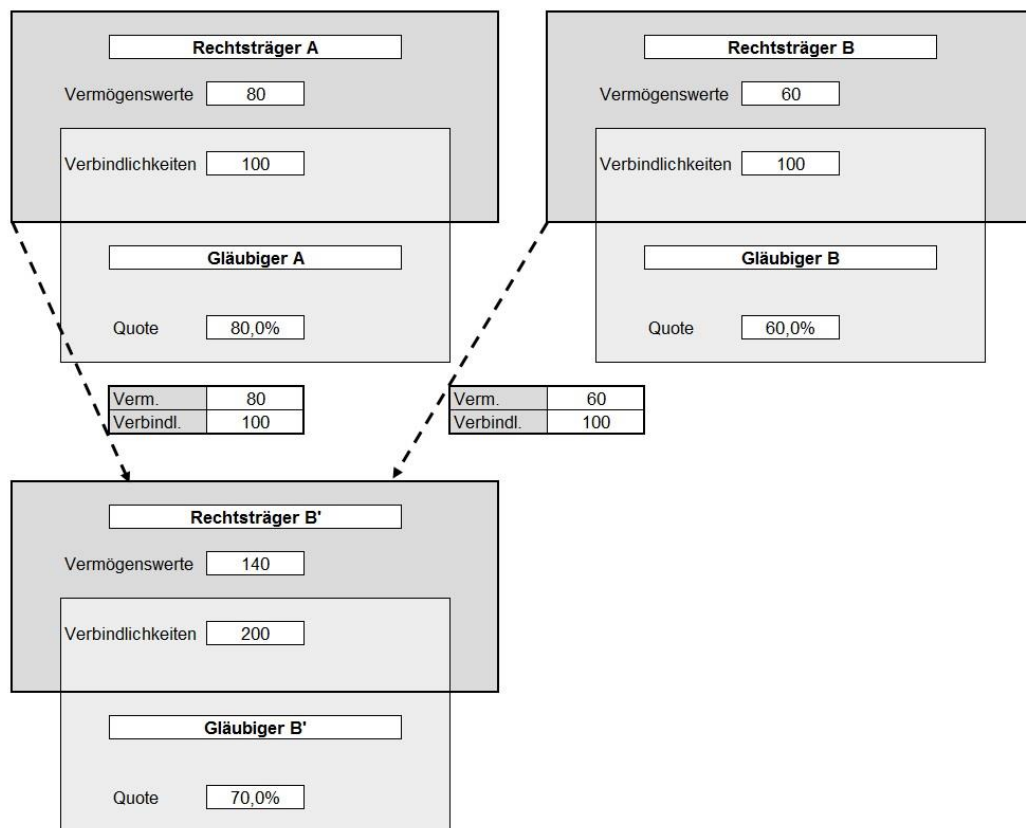 Rechtsträger A
Vermögenswerte 80
Verbindlichkeiten 100
Gläubiger A
Quote 80,0%
Rechtsträger B
Vermögenswerte 60
Verbindlichkeiten 100
Gläubiger B
Quote 60,0%
Verm. 80
Verbindl. 100
Verm. 60
Verbindl. 100
Rechtsträger B'
Vermögenswerte 140
Verbindlichkeiten 200
Gläubiger B'
Quote 70,0%